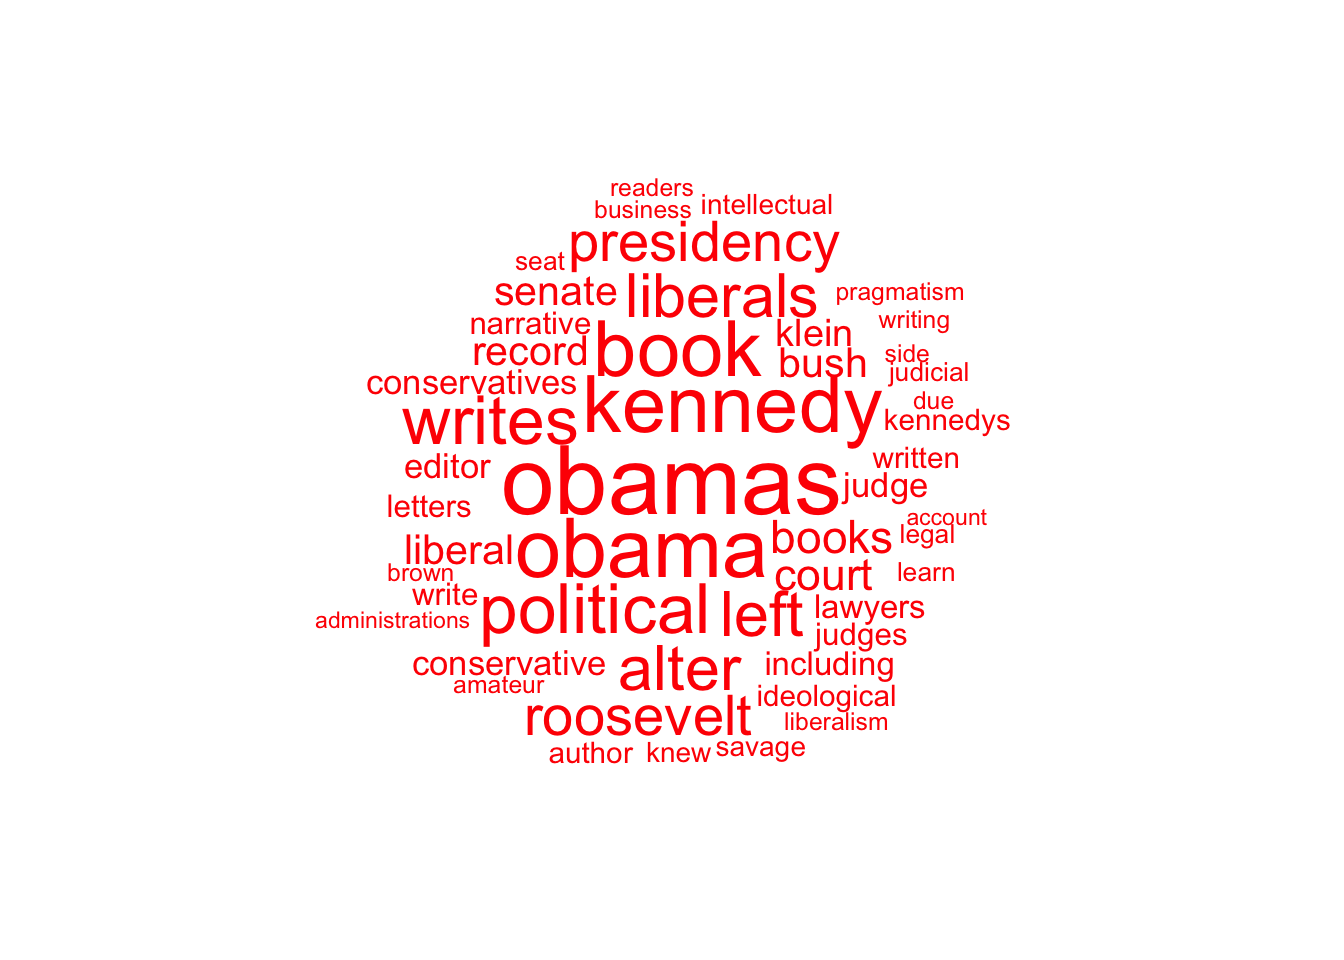 readers
business intellectual
presidency
seat
senate liberals pragmatism
narrative book klein writing
record bush side
judicial
conservatives kennedy due
writes kennedys
editor written
obamas judge
letters
account
liberal obama books legal
brown court learn
write political left lawyers
administrations judges
conservative alter including
amateur ideological
roosevelt liberalism
author knew savage